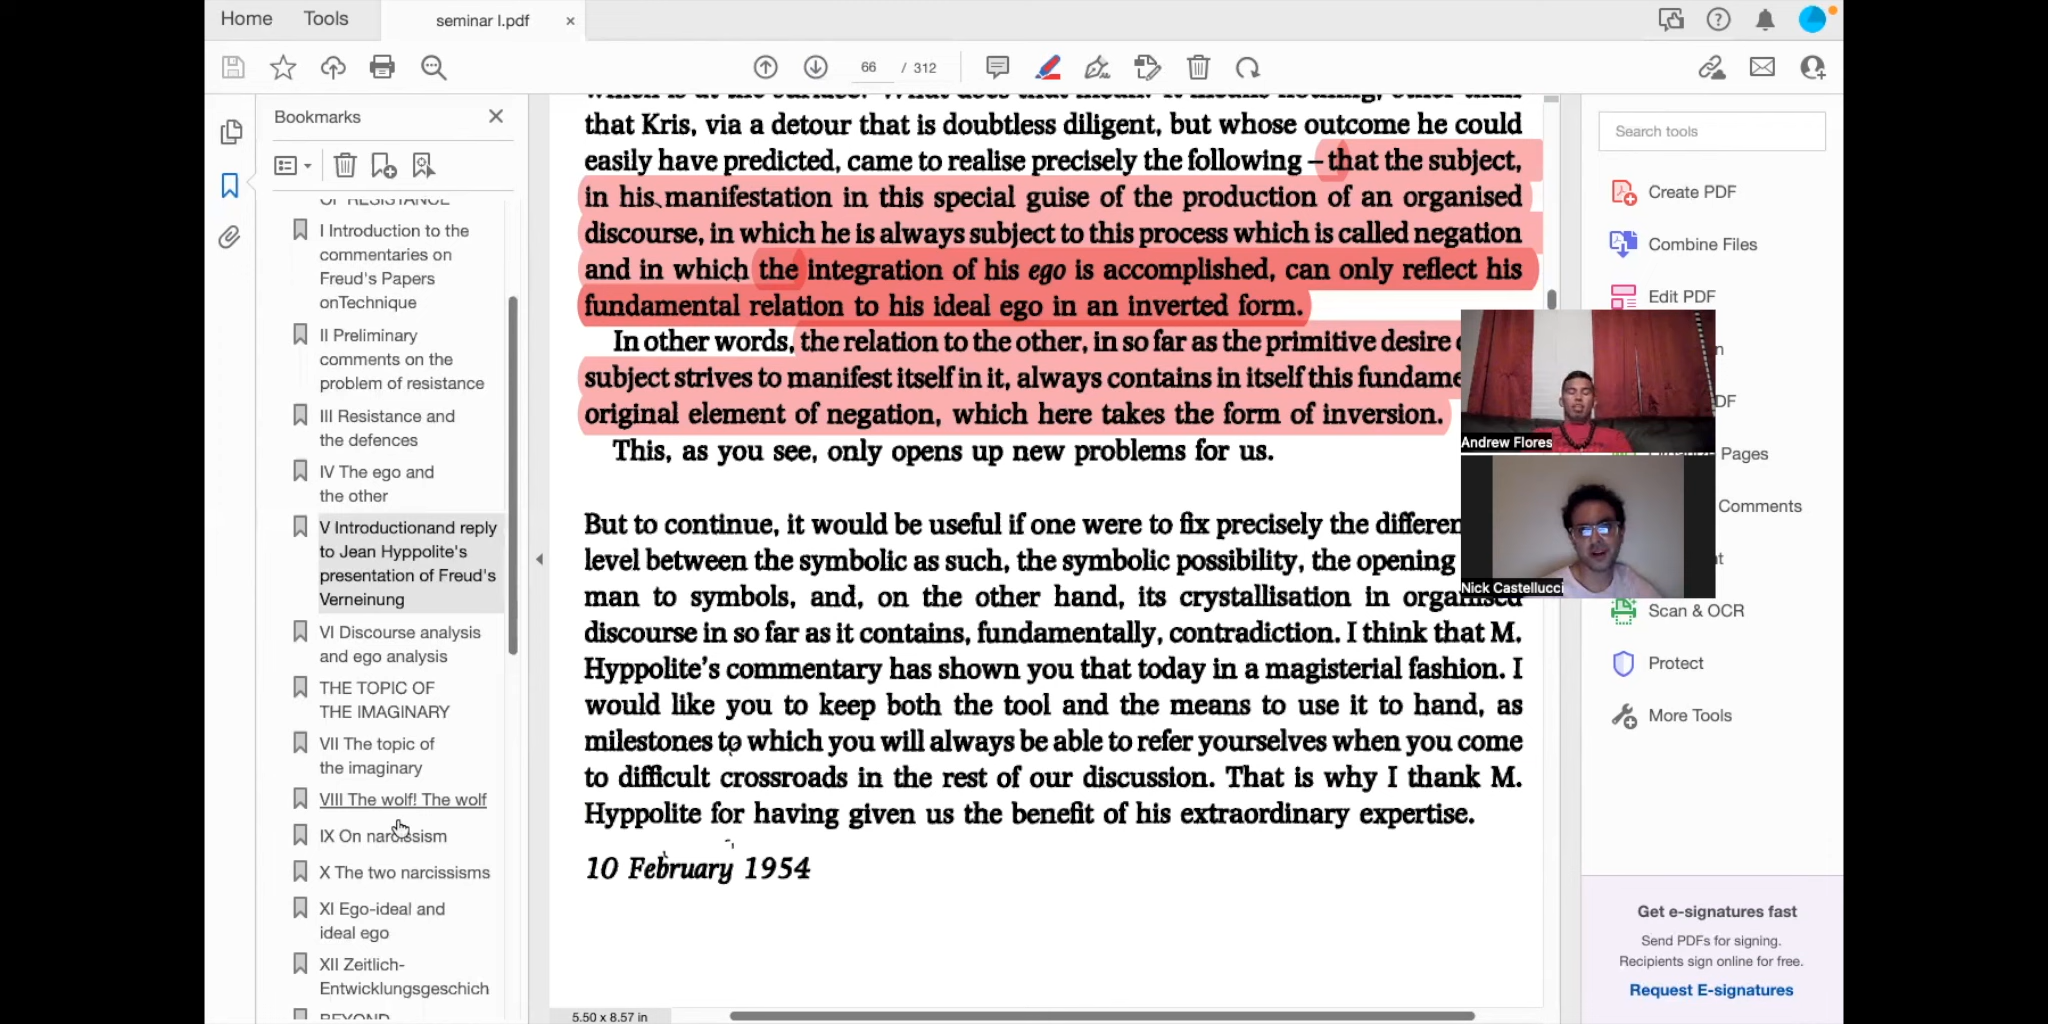 Home
Tools
seminar I.pdf
66 / 312
Bookmarks
OF RESISTANCE
I Introduction to the
commentaries on
Freud's Papers
onTechnique
II Preliminary
comments on the
problem of resistance
III Resistance and
the defences
IV The ego and
the other
V Introductionand reply
to Jean Hyppolite's
presentation of Freud's
Verneinung
VI Discourse analysis
and ego analysis
THE TOPIC OF
THE IMAGINARY
VII The topic of
the imaginary
VIII The wolf! The wolf
IX On narcissism
X The two narcissisms
XI Ego-ideal and
ideal ego
XII Zeitlich-
Entwicklungsgeschich
BEYOND
that Kris, via a detour that is doubtless diligent, but whose outcome he could
easily have predicted, came to realise precisely the following – that the subject,
in his manifestation in this special guise of the production of an organised
discourse, in which he is always subject to this process which is called negation
and in which the integration of his ego is accomplished, can only reflect his
fundamental relation to his ideal ego in an inverted form.
In other words, the relation to the other, in so far as the primitive desire
subject strives to manifest itself in it, always contains in itself this fundame
original element of negation, which here takes the form of inversion.
This, as you see, only opens up new problems for us.
But to continue, it would be useful if one were to fix precisely the differen
level between the symbolic as such, the symbolic possibility, the opening
man to symbols, and, on the other hand, its crystallisation in organised
discourse in so far as it contains, fundamentally, contradiction. I think that M.
Hyppolite's commentary has shown you that today in a magisterial fashion. I
would like you to keep both the tool and the means to use it to hand, as
milestones to which you will always be able to refer yourselves when you come
to difficult crossroads in the rest of our discussion. That is why I thank M.
Hyppolite for having given us the benefit of his extraordinary expertise.
10 February 1954
5.50 x 8.57 in
Andrew Flores
Nick Castellucci
Search tools
Create PDF
Combine Files
Edit PDF
n
DF
Pages
Comments
t
Scan & OCR
Protect
More Tools
Get e-signatures fast
Send PDFs for signing.
Recipients sign online for free.
Request E-signatures